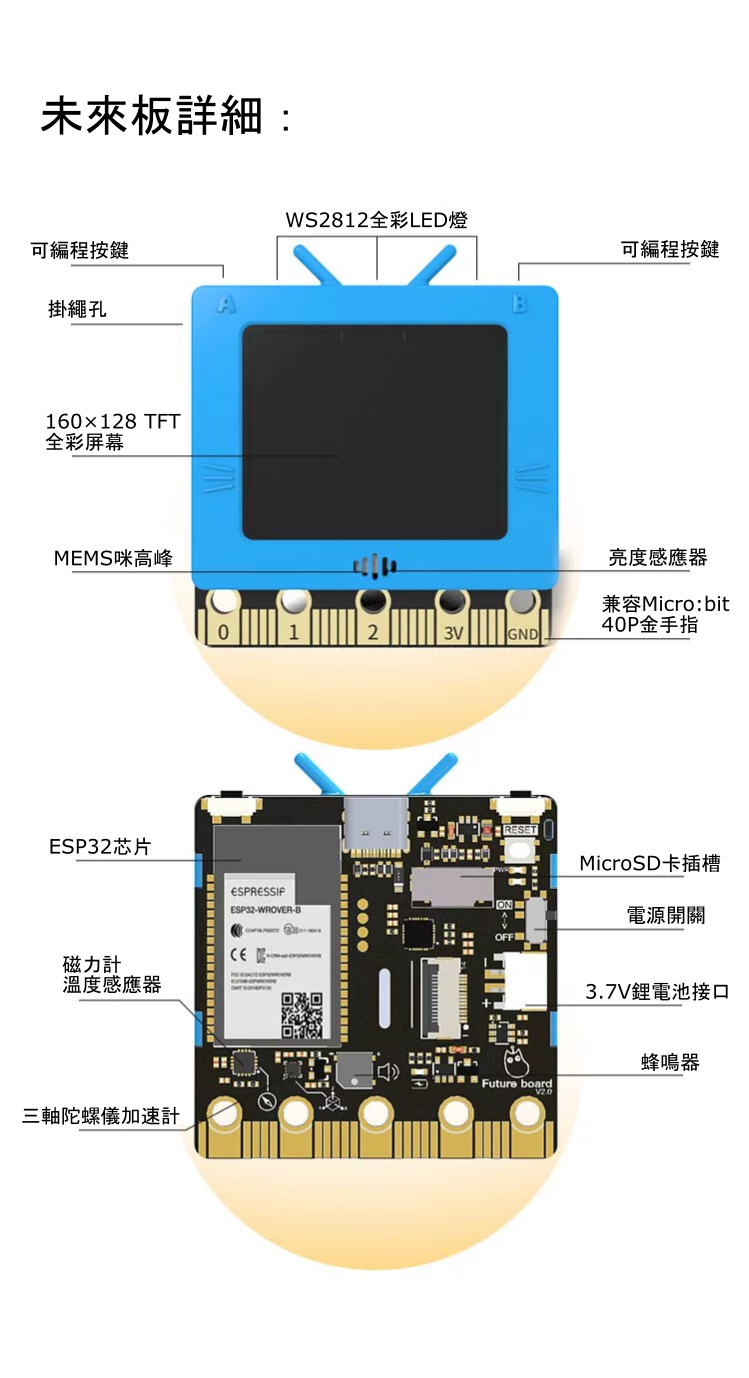 未來板詳細：
WS2812全彩LED燈
可編程按鍵
可編程按鍵
掛繩孔
A
B
160×128 TFT
全彩屏幕
MEMS咪高峰
亮度感應器
兼容Micro:bit
40P金手指
0
1
2
3V
GND
ESP32芯片
RESET
MicroSD卡插槽
PWR
ESPRESSIF
ESP32-WROVER-B
ON
OFF
電源開關
CE
磁力計
溫度感應器
3.7V鋰電池接口
+
蜂鳴器
Future board
V2.0
三軸陀螺儀加速計